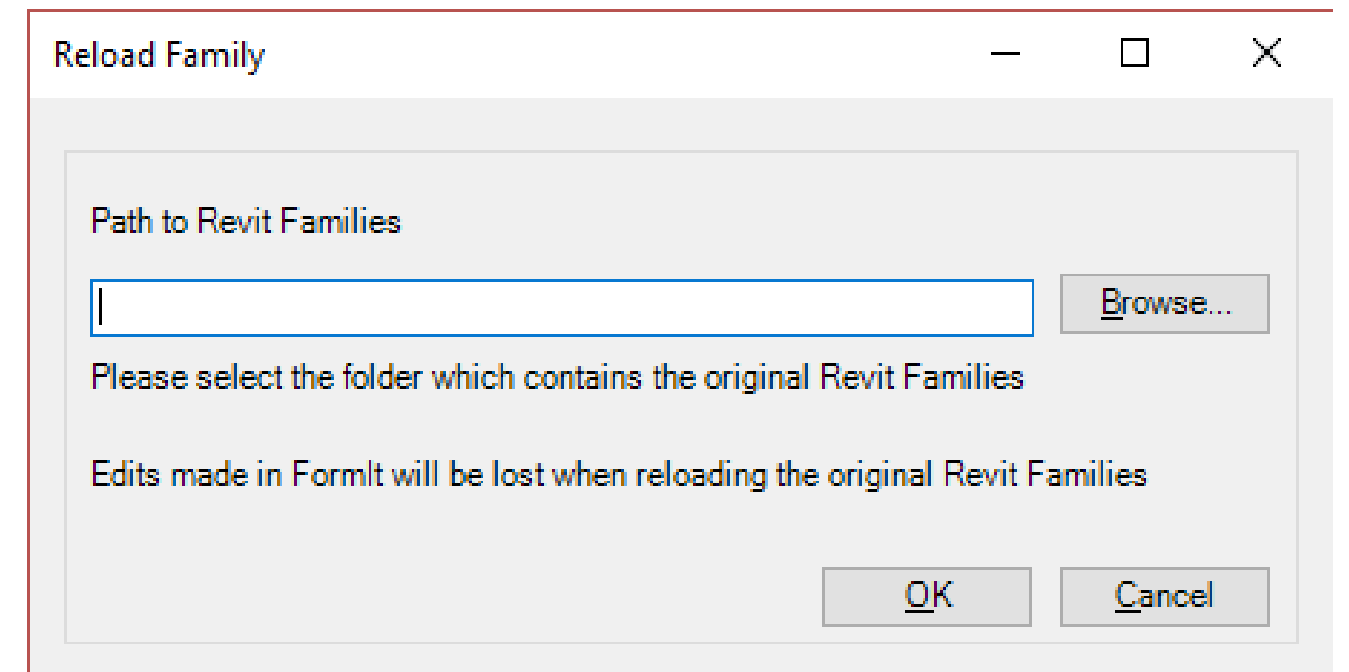 Reload Family
Path to Revit Families
Browse...
Please select the folder which contains the original Revit Families
Edits made in FormIt will be lost when reloading the original Revit Families
OK
Cancel